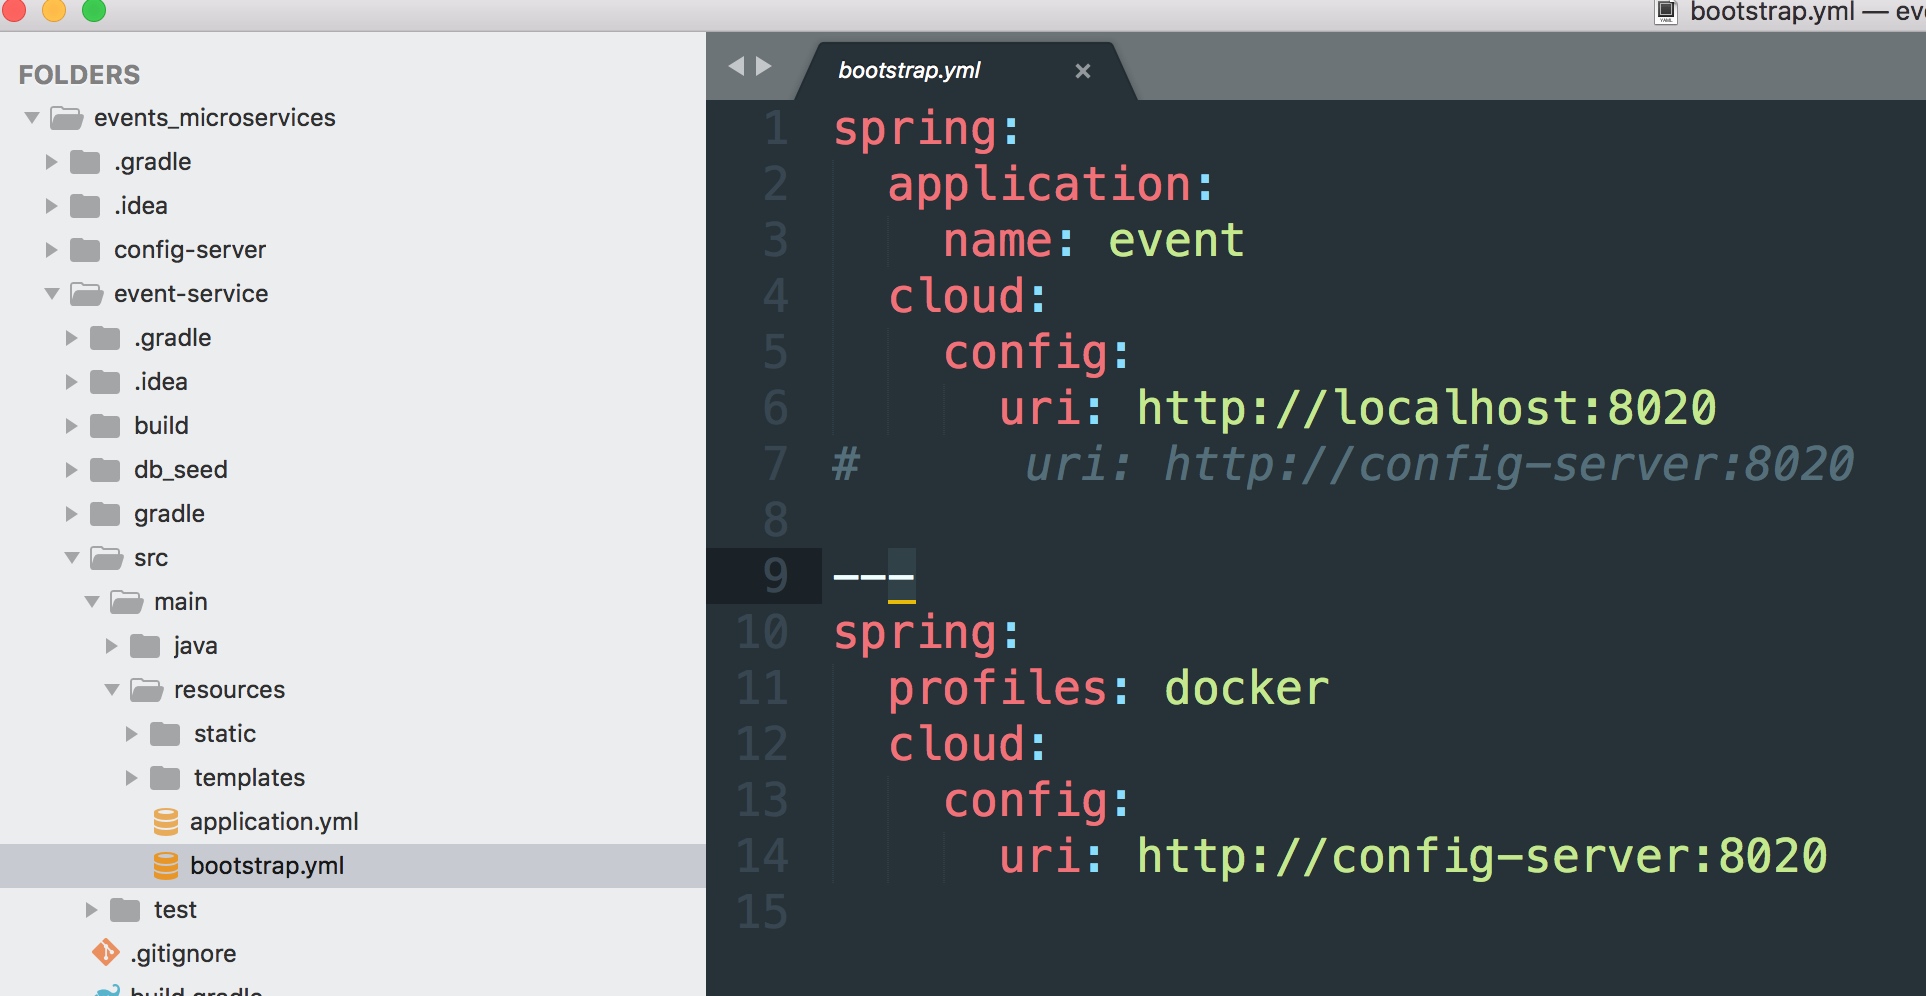 bootstrap.yml — ev
FOLDERS
events_microservices
.gradle
.idea
config-server
event-service
.gradle
.idea
build
db_seed
gradle
src
main
java
resources
static
templates
application.yml
bootstrap.yml
test
.gitignore
build.gradle
bootstrap.yml ×
1 spring:
2   application:
3     name: event
4   cloud:
5     config:
6       uri: http://localhost:8020
7 #      uri: http://config-server:8020
8
9 ---
10 spring:
11   profiles: docker
12   cloud:
13     config:
14       uri: http://config-server:8020
15